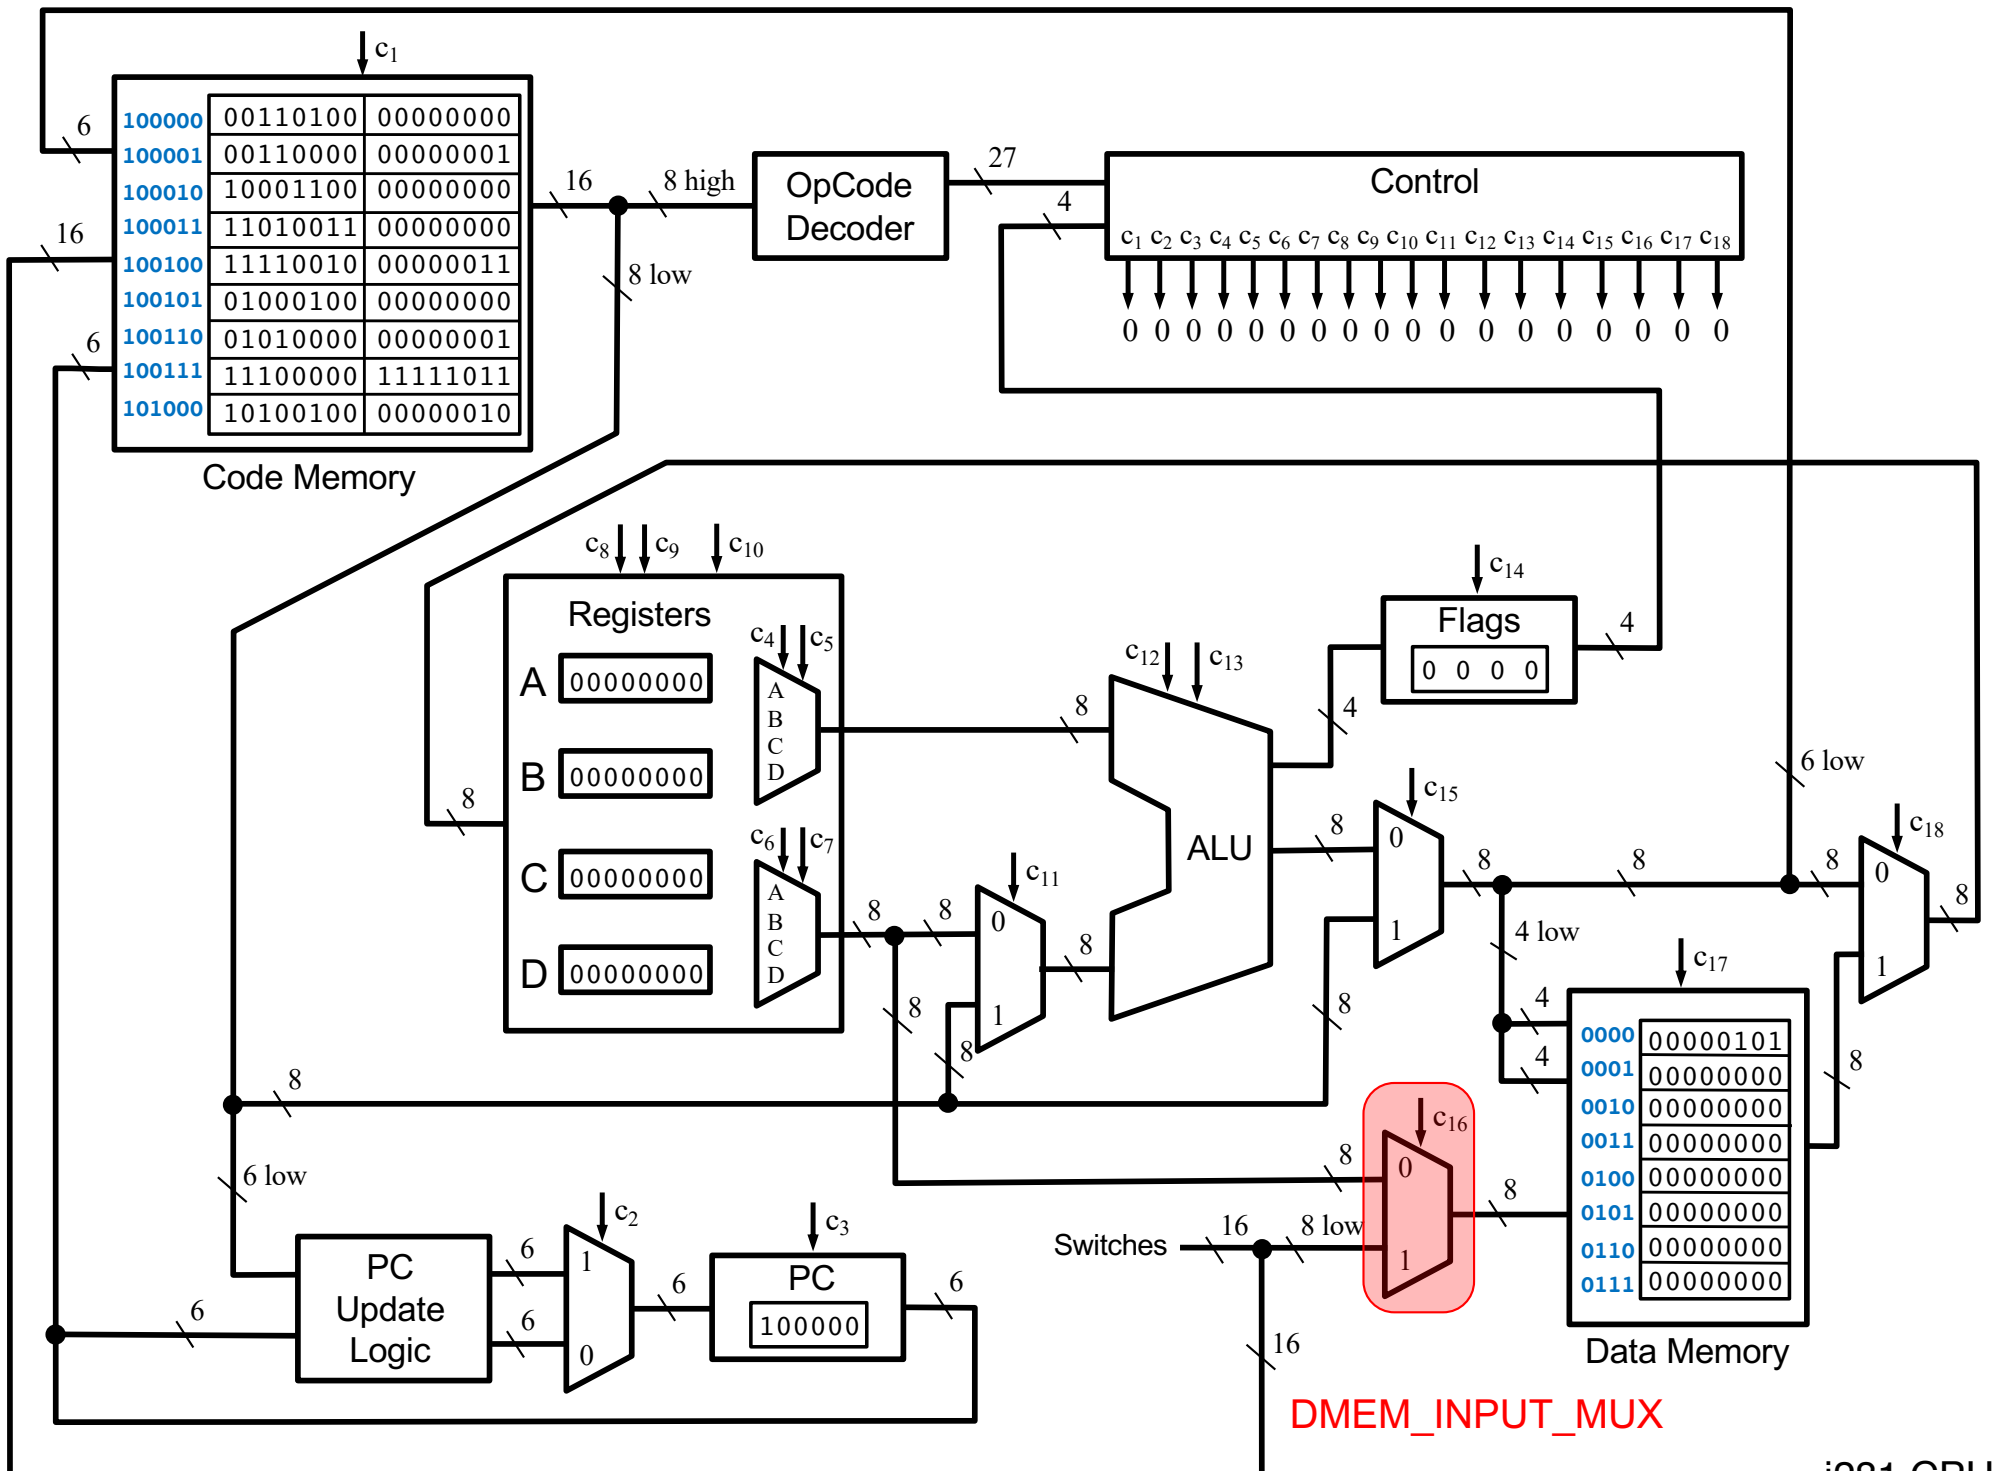 c1
100000 00110100 00000000
100001 00110000 00000001
100010 10001100 00000000
100011 11010011 00000000
100100 11110010 00000011
100101 01000100 00000000
100110 01010000 00000001
100111 11100000 11111011
101000 10100100 00000010
Code Memory
6
16
6
16
8 high
8 low
OpCode
Decoder
27
4
Control
c1 c2 c3 c4 c5 c6 c7 c8 c9 c10 c11 c12 c13 c14 c15 c16 c17 c18
0 0 0 0 0 0 0 0 0 0 0 0 0 0 0 0 0 0
c8 c9 c10
Registers
A 00000000
B 00000000
C 00000000
D 00000000
c4 c5
A
B
C
D
c6 c7
A
B
C
D
8
8
8
8
8
c11
0
1
8
8
c12 c13
ALU
4
8
c14
Flags
0 0 0 0
4
c15
0
1
8
8
8
8
6 low
4 low
4
4
c18
0
1
8
8
c17
0000 00000101
0001 00000000
0010 00000000
0011 00000000
0100 00000000
0101 00000000
0110 00000000
0111 00000000
Data Memory
8
6 low
PC
Update
Logic
6
6
6
c2
1
0
6
c3
PC
100000
6
Switches
16
8 low
16
8
c16
0
1
8
DMEM_INPUT_MUX